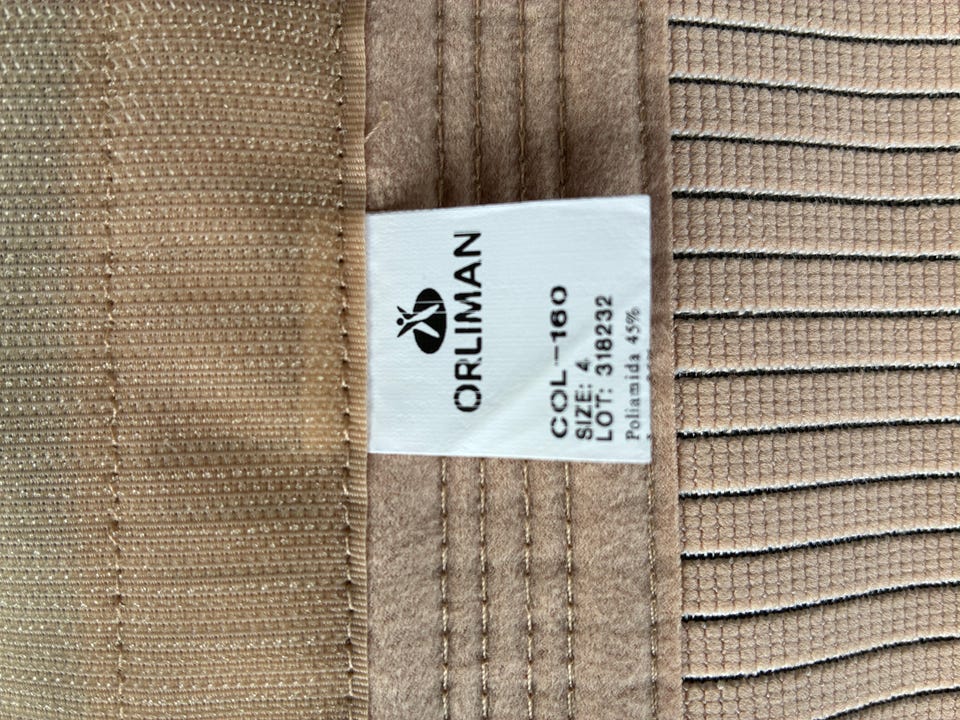 ORLIMAN
COL-160
SIZE: 4
LOT: 318232
Poliamida 45%